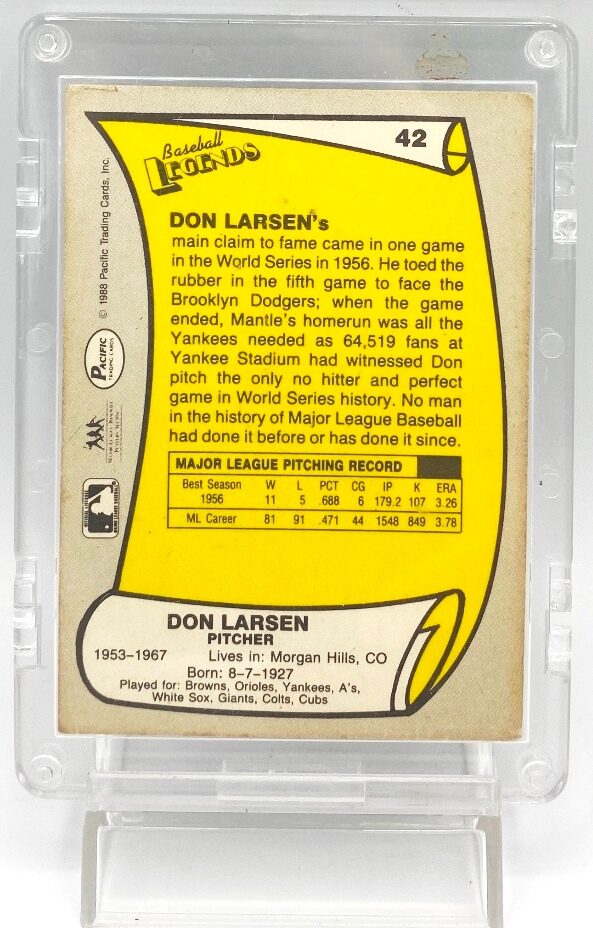 Baseball
LEGENDS
42
DON LARSEN's
main claim to fame came in one game
in the World Series in 1956. He toed the
rubber in the fifth game to face the
Brooklyn Dodgers; when the game
ended, Mantle's homerun was all the
Yankees needed as 64,519 fans at
Yankee Stadium had witnessed Don
pitch the only no hitter and perfect
game in World Series history. No man
in the history of Major League Baseball
had done it before or has done it since.
MAJOR LEAGUE PITCHING RECORD
Best Season W L PCT CG IP K ERA
1956 11 5 .688 6 179.2 107 3.26
ML Career 81 91 .471 44 1548 849 3.78
DON LARSEN
PITCHER
1953-1967 Lives in: Morgan Hills, CO
Born: 8-7-1927
Played for: Browns, Orioles, Yankees, A's,
White Sox, Giants, Colts, Cubs
© 1988 Pacific Trading Cards, Inc.
PACIFIC
TRADING CARDS